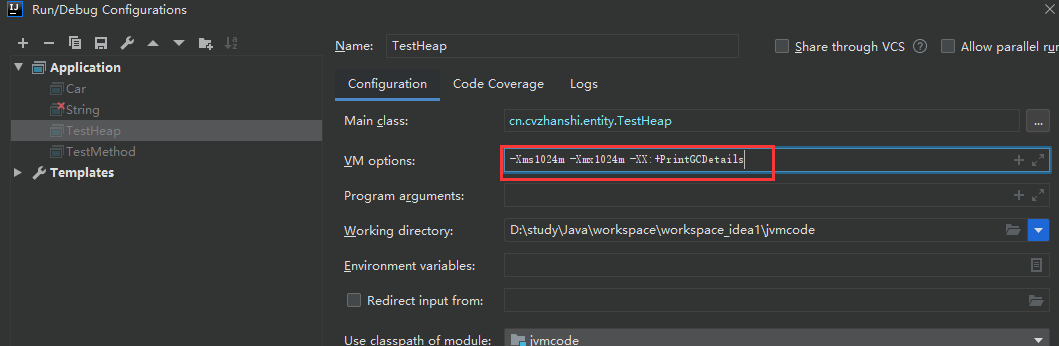 Run/Debug Configurations
Application
Car
String
TestHeap
TestMethod
Templates
Name: TestHeap
Share through VCS
Allow parallel run
Configuration Code Coverage Logs
Main class: cn.cvzhanshi.entity.TestHeap ...
VM options: -Xms1024m -Xmx1024m -XX:+PrintGCDetails
Program arguments:
Working directory: D:\study\Java\workspace\workspace_idea1\jvmcode
Environment variables:
Redirect input from:
Use classpath of module: jvmcode